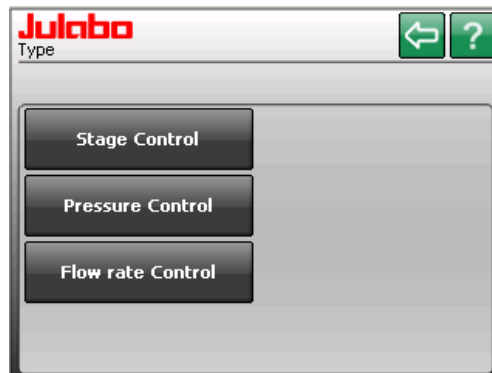 Julabo
Type
?
Stage Control
Pressure Control
Flow rate Control